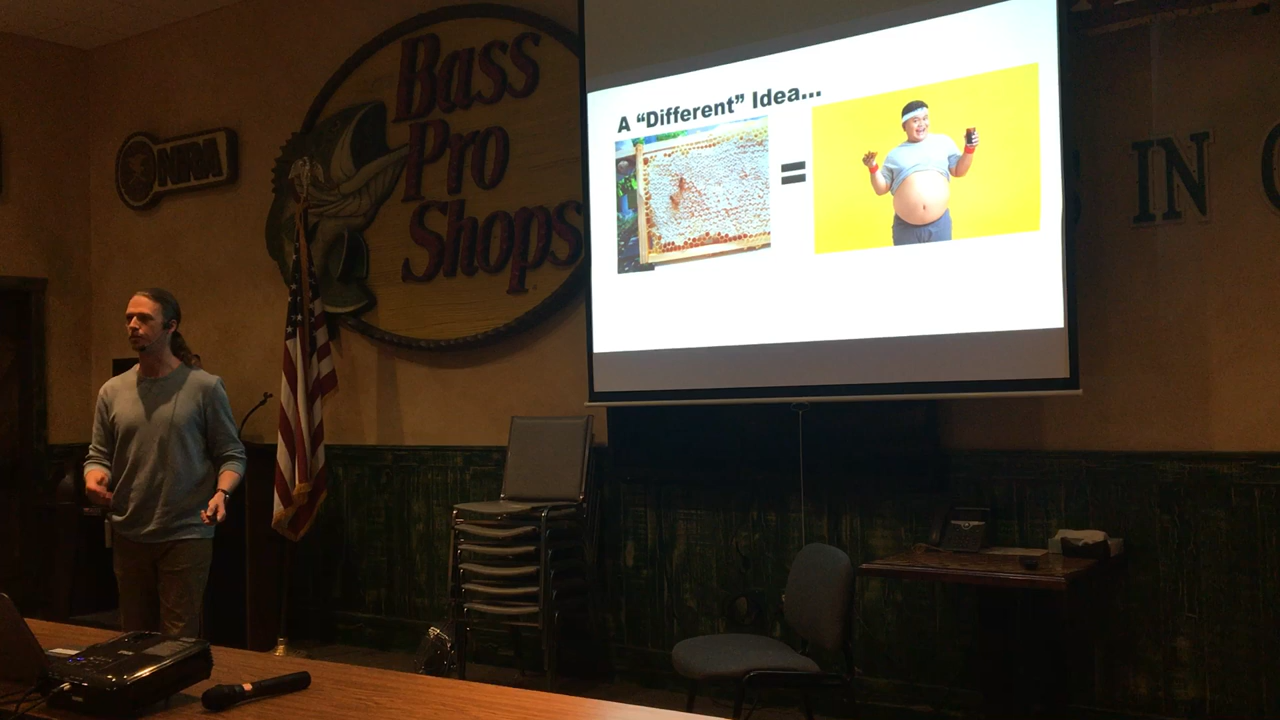 NRA
Bass
Pro
Shops
A “Different” Idea...
=
IN